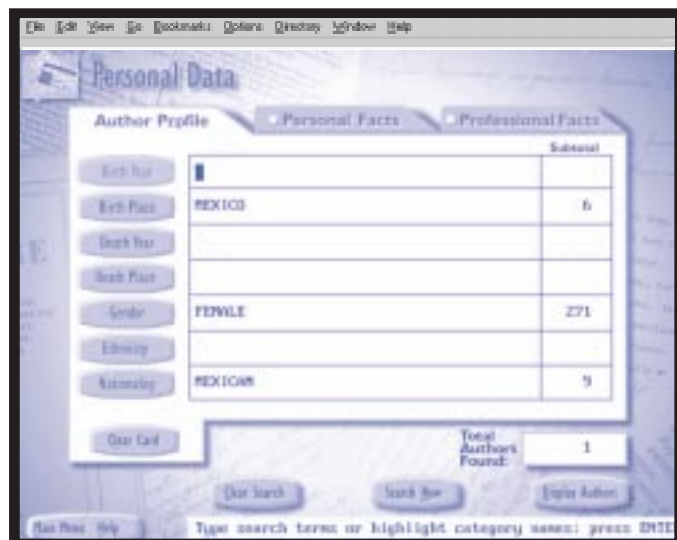 File Edit View Go Bookmarks Options Directory Window Help
Personal Data
Author Profile Personal Facts Professional Facts
Subtotal
Birth Year
Birth Place MEXICO 6
Death Year
Death Place
Gender FEMALE 271
Ethnicity
Nationality MEXICAN 9
Clear Card
Total
Authors
Found: 1
Clear Search Search Now Display Authors
Main Menu Help Type search terms or highlight category names: press ENTE